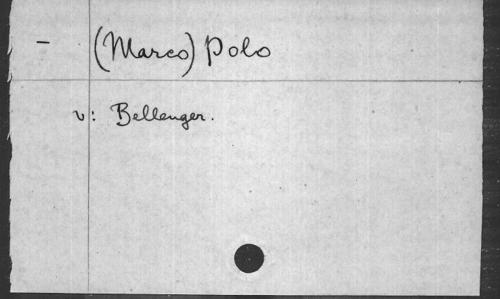 - (Marco) Polo
v: Bellenger.